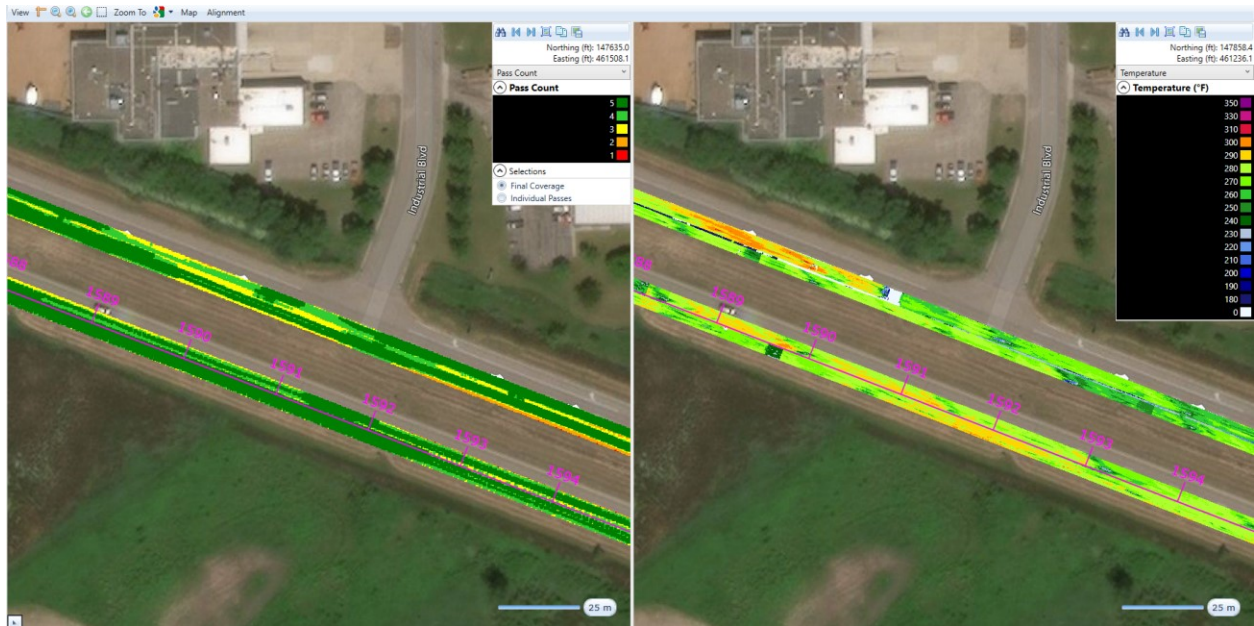 View Zoom To Map Alignment
Northing (ft): 147635.0
Easting (ft): 461508.1
Pass Count
Pass Count
5
4
3
2
1
Selections
Final Coverage
Individual Passes
Industrial Blvd
88
1589
1590
1591
1592
1593
1594
25 m
Northing (ft): 147858.4
Easting (ft): 461236.1
Temperature
Temperature (°F)
350
330
310
300
290
280
270
260
250
240
230
220
210
200
190
180
0
Industrial Blvd
88
1589
1590
1591
1592
1593
1594
25 m